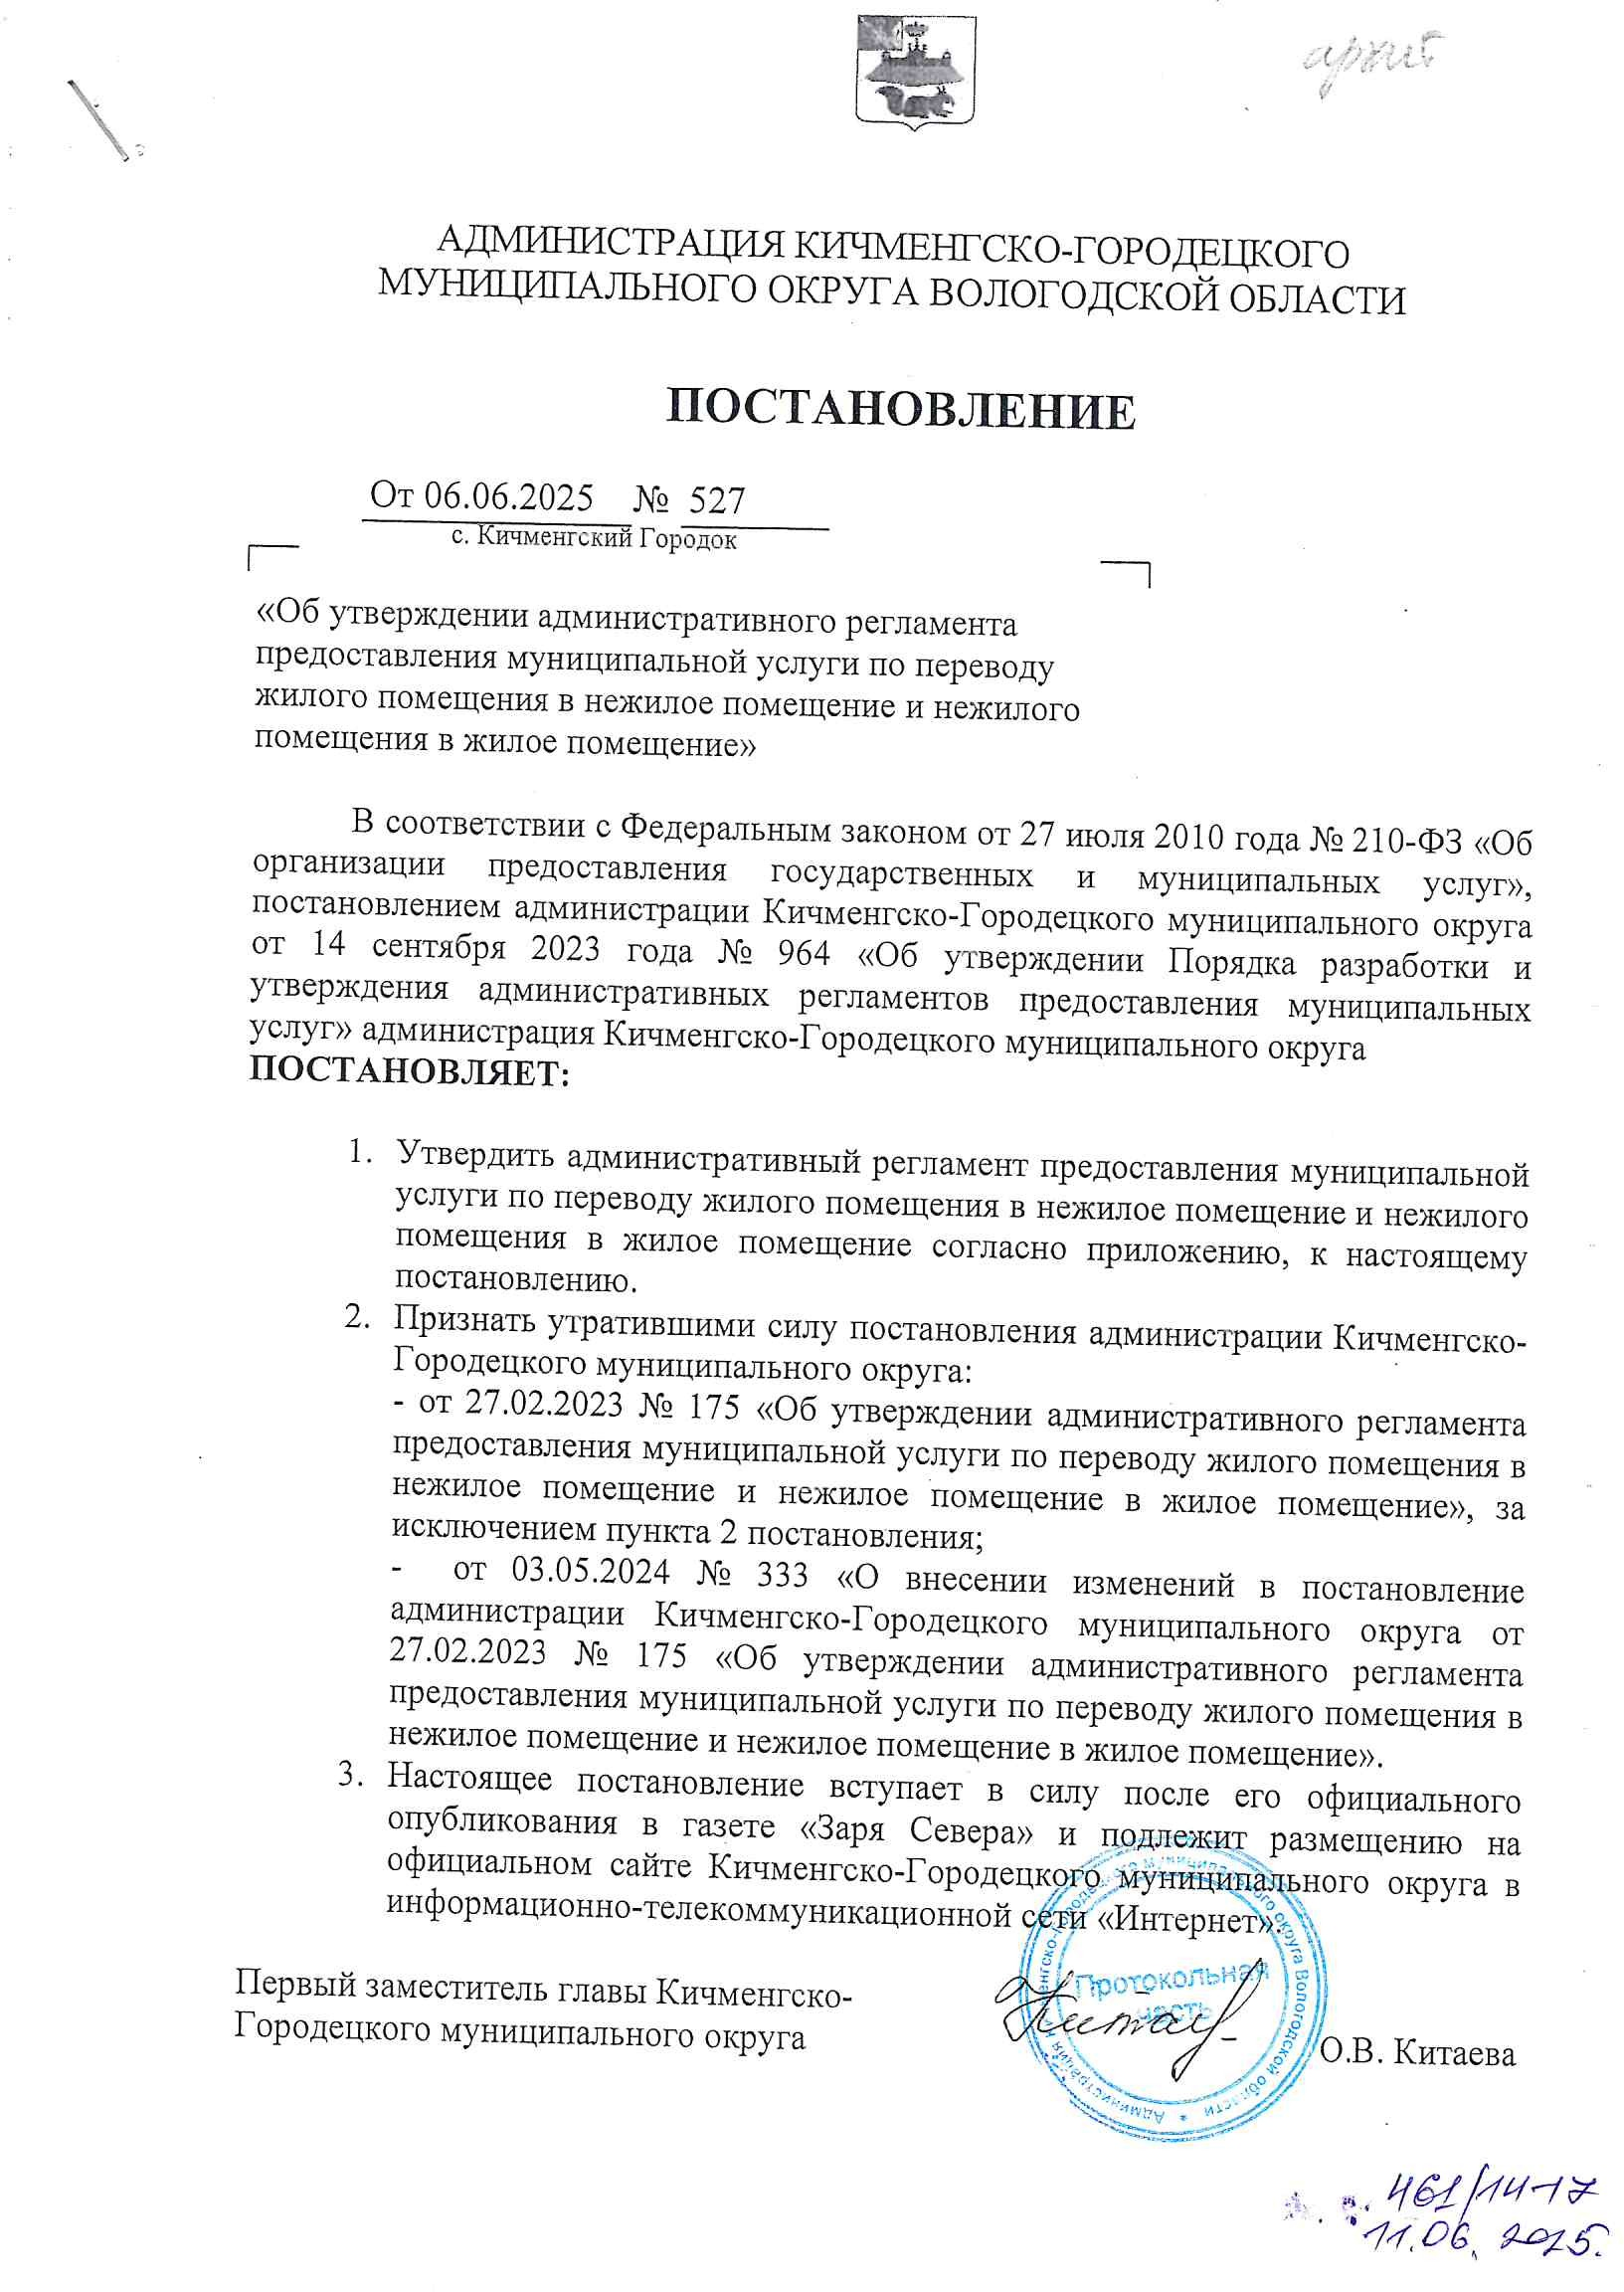 архив
АДМИНИСТРАЦИЯ КИЧМЕНГСКО-ГОРОДЕЦКОГО
МУНИЦИПАЛЬНОГО ОКРУГА ВОЛОГОДСКОЙ ОБЛАСТИ
ПОСТАНОВЛЕНИЕ
От 06.06.2025 № 527
с. Кичменгский Городок
«Об утверждении административного регламента
предоставления муниципальной услуги по переводу
жилого помещения в нежилое помещение и нежилого
помещения в жилое помещение»
В соответствии с Федеральным законом от 27 июля 2010 года № 210-ФЗ «Об
организации предоставления государственных и муниципальных услуг»,
постановлением администрации Кичменгско-Городецкого муниципального округа
от 14 сентября 2023 года № 964 «Об утверждении Порядка разработки и
утверждения административных регламентов предоставления муниципальных
услуг» администрация Кичменгско-Городецкого муниципального округа
ПОСТАНОВЛЯЕТ:
1. Утвердить административный регламент предоставления муниципальной
услуги по переводу жилого помещения в нежилое помещение и нежилого
помещения в жилое помещение согласно приложению, к настоящему
постановлению.
2. Признать утратившими силу постановления администрации Кичменгско-
Городецкого муниципального округа:
- от 27.02.2023 № 175 «Об утверждении административного регламента
предоставления муниципальной услуги по переводу жилого помещения в
нежилое помещение и нежилое помещение в жилое помещение», за
исключением пункта 2 постановления;
- от 03.05.2024 № 333 «О внесении изменений в постановление
администрации Кичменгско-Городецкого муниципального округа от
27.02.2023 № 175 «Об утверждении административного регламента
предоставления муниципальной услуги по переводу жилого помещения в
нежилое помещение и нежилое помещение в жилое помещение».
3. Настоящее постановление вступает в силу после его официального
опубликования в газете «Заря Севера» и подлежит размещению на
официальном сайте Кичменгско-Городецкого муниципального округа в
информационно-телекоммуникационной сети «Интернет».
Первый заместитель главы Кичменгско-
Городецкого муниципального округа
О.В. Китаева
Администрация Кичменгско-Городецкого муниципального округа Вологодской области
Протокольная
часть
461/14-17
11.06.2025.